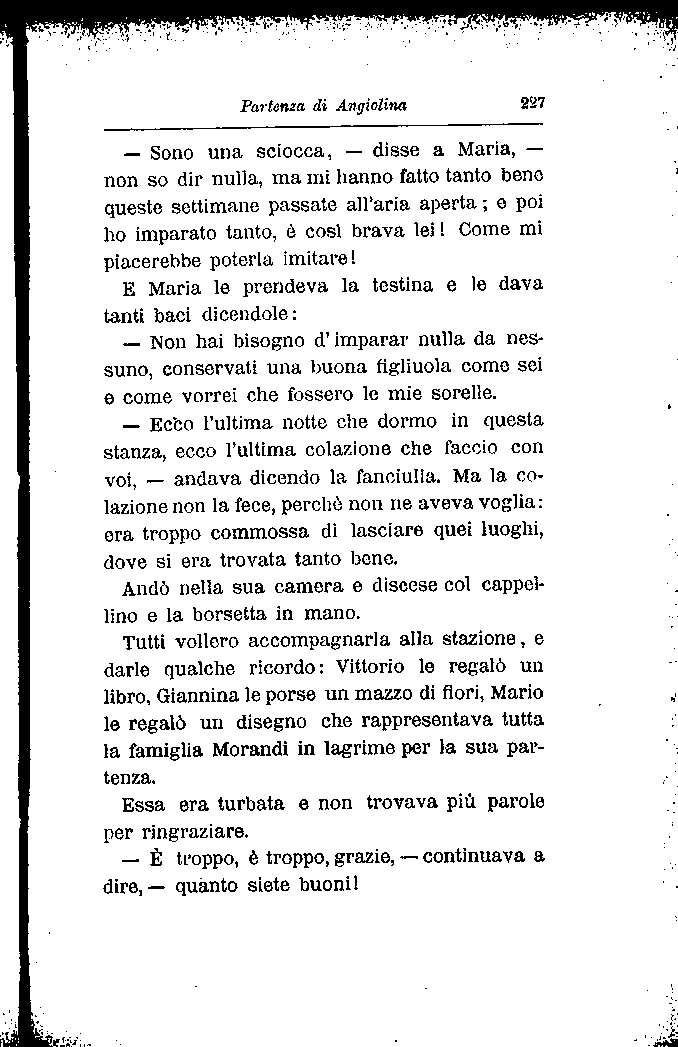 Partenza di Angiolina 227
— Sono una sciocca, — disse a Maria, —
non so dir nulla, ma mi hanno fatto tanto bene
queste settimane passate all'aria aperta; e poi
ho imparato tanto, è così brava lei! Come mi
piacerebbe poterla imitare!
E Maria le prendeva la testina e le dava
tanti baci dicendole:
— Non hai bisogno d'imparar nulla da nes-
suno, conservati una buona figliuola come sei
e come vorrei che fossero le mie sorelle.
— Ecco l'ultima notte che dormo in questa
stanza, ecco l'ultima colazione che faccio con
voi, — andava dicendo la fanciulla. Ma la co-
lazione non la fece, perchè non ne aveva voglia:
era troppo commossa di lasciare quei luoghi,
dove si era trovata tanto bene.
Andò nella sua camera e discese col cappel-
lino e la borsetta in mano.
Tutti vollero accompagnarla alla stazione, e
darle qualche ricordo: Vittorio le regalò un
libro, Giannina le porse un mazzo di fiori, Mario
le regalò un disegno che rappresentava tutta
la famiglia Morandi in lagrime per la sua par-
tenza.
Essa era turbata e non trovava più parole
per ringraziare.
— È troppo, è troppo, grazie, — continuava a
dire, — quanto siete buoni!